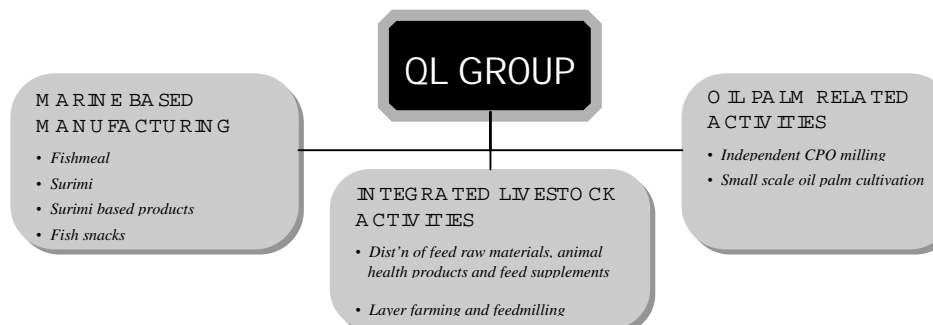 QL GROUP
MARINE BASED
MANUFACTURING
• Fishmeal
• Surimi
• Surimi based products
• Fish snacks
INTEGRATED LIVESTOCK
ACTIVITIES
• Dist'n of feed raw materials, animal
health products and feed supplements
• Layer farming and feedmilling
OIL PALM RELATED
ACTIVITIES
• Independent CPO milling
• Small scale oil palm cultivation